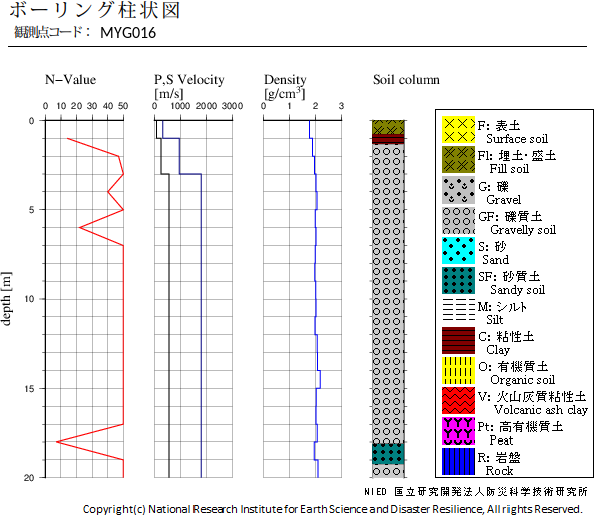 ボーリング柱状図
観測点コード： MYG016
N-Value P,S Velocity Density Soil column
[m/s] [g/cm3]
0 10 20 30 40 50 0 1000 2000 3000 0 1 2 3
0
5
10
15
20
depth [m]
F: 表土
Surface soil
Fl: 埋土・盛土
Fill soil
G: 礫
Gravel
GF: 礫質土
Gravelly soil
S: 砂
Sand
SF: 砂質土
Sandy soil
M: シルト
Silt
C: 粘性土
Clay
O: 有機質土
Organic soil
V: 火山灰質粘性土
Volcanic ash clay
Pt: 高有機質土
Peat
R: 岩盤
Rock
NIED 国立研究開発法人防災科学技術研究所
Copyright(c) National Research Institute for Earth Science and Disaster Resilience, All rights Reserved.